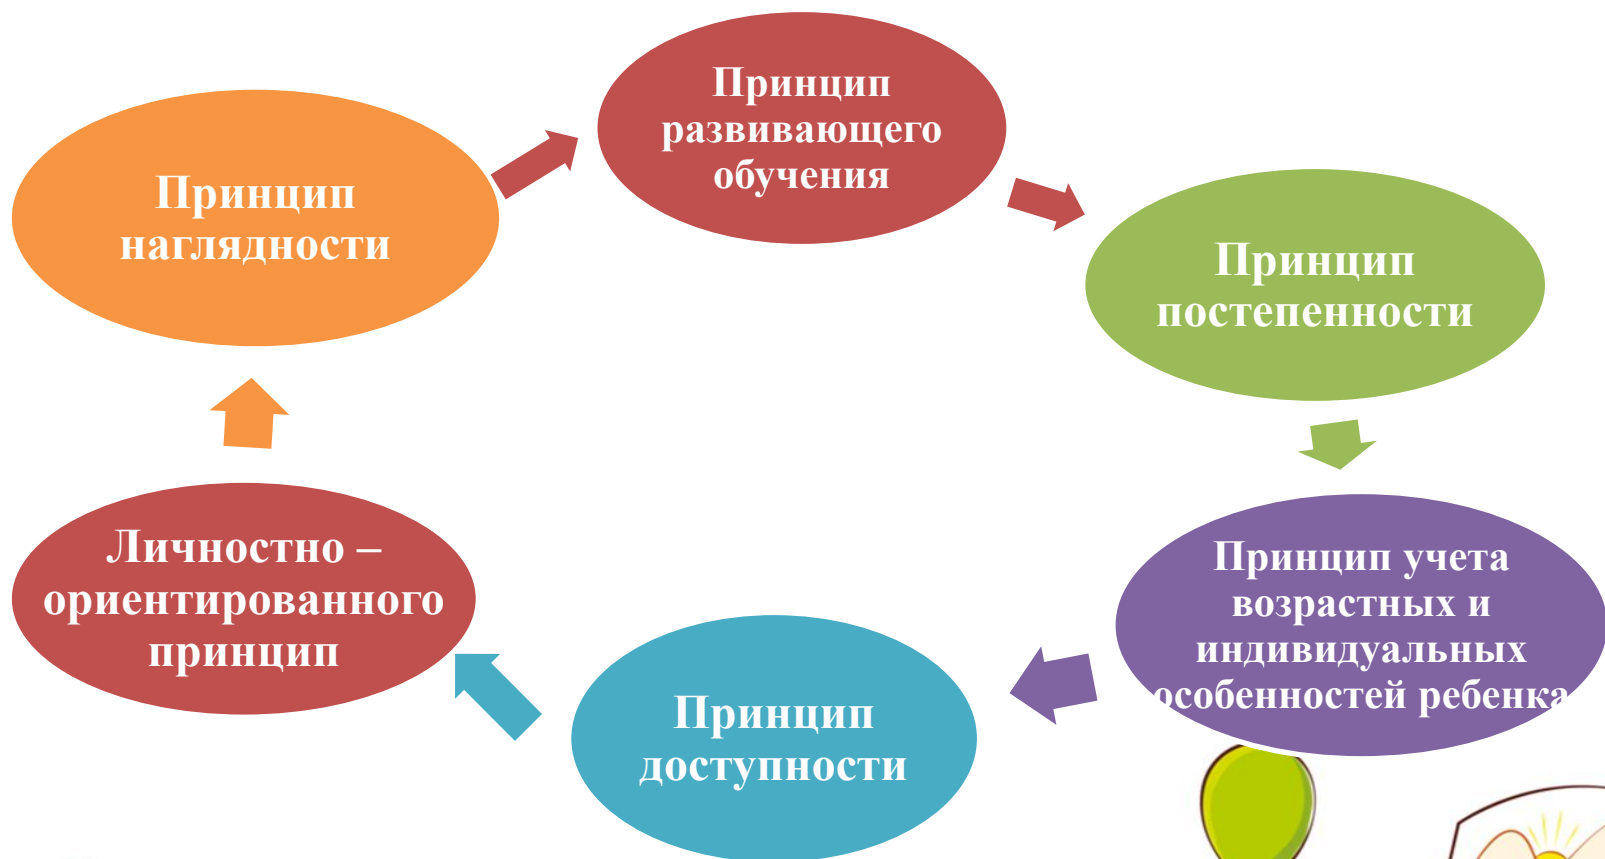 Принцип
развивающего
обучения
Принцип
наглядности
Принцип
постепенности
Личностно –
ориентированного
принцип
Принцип учета
возрастных и
индивидуальных
особенностей ребенка
Принцип
доступности